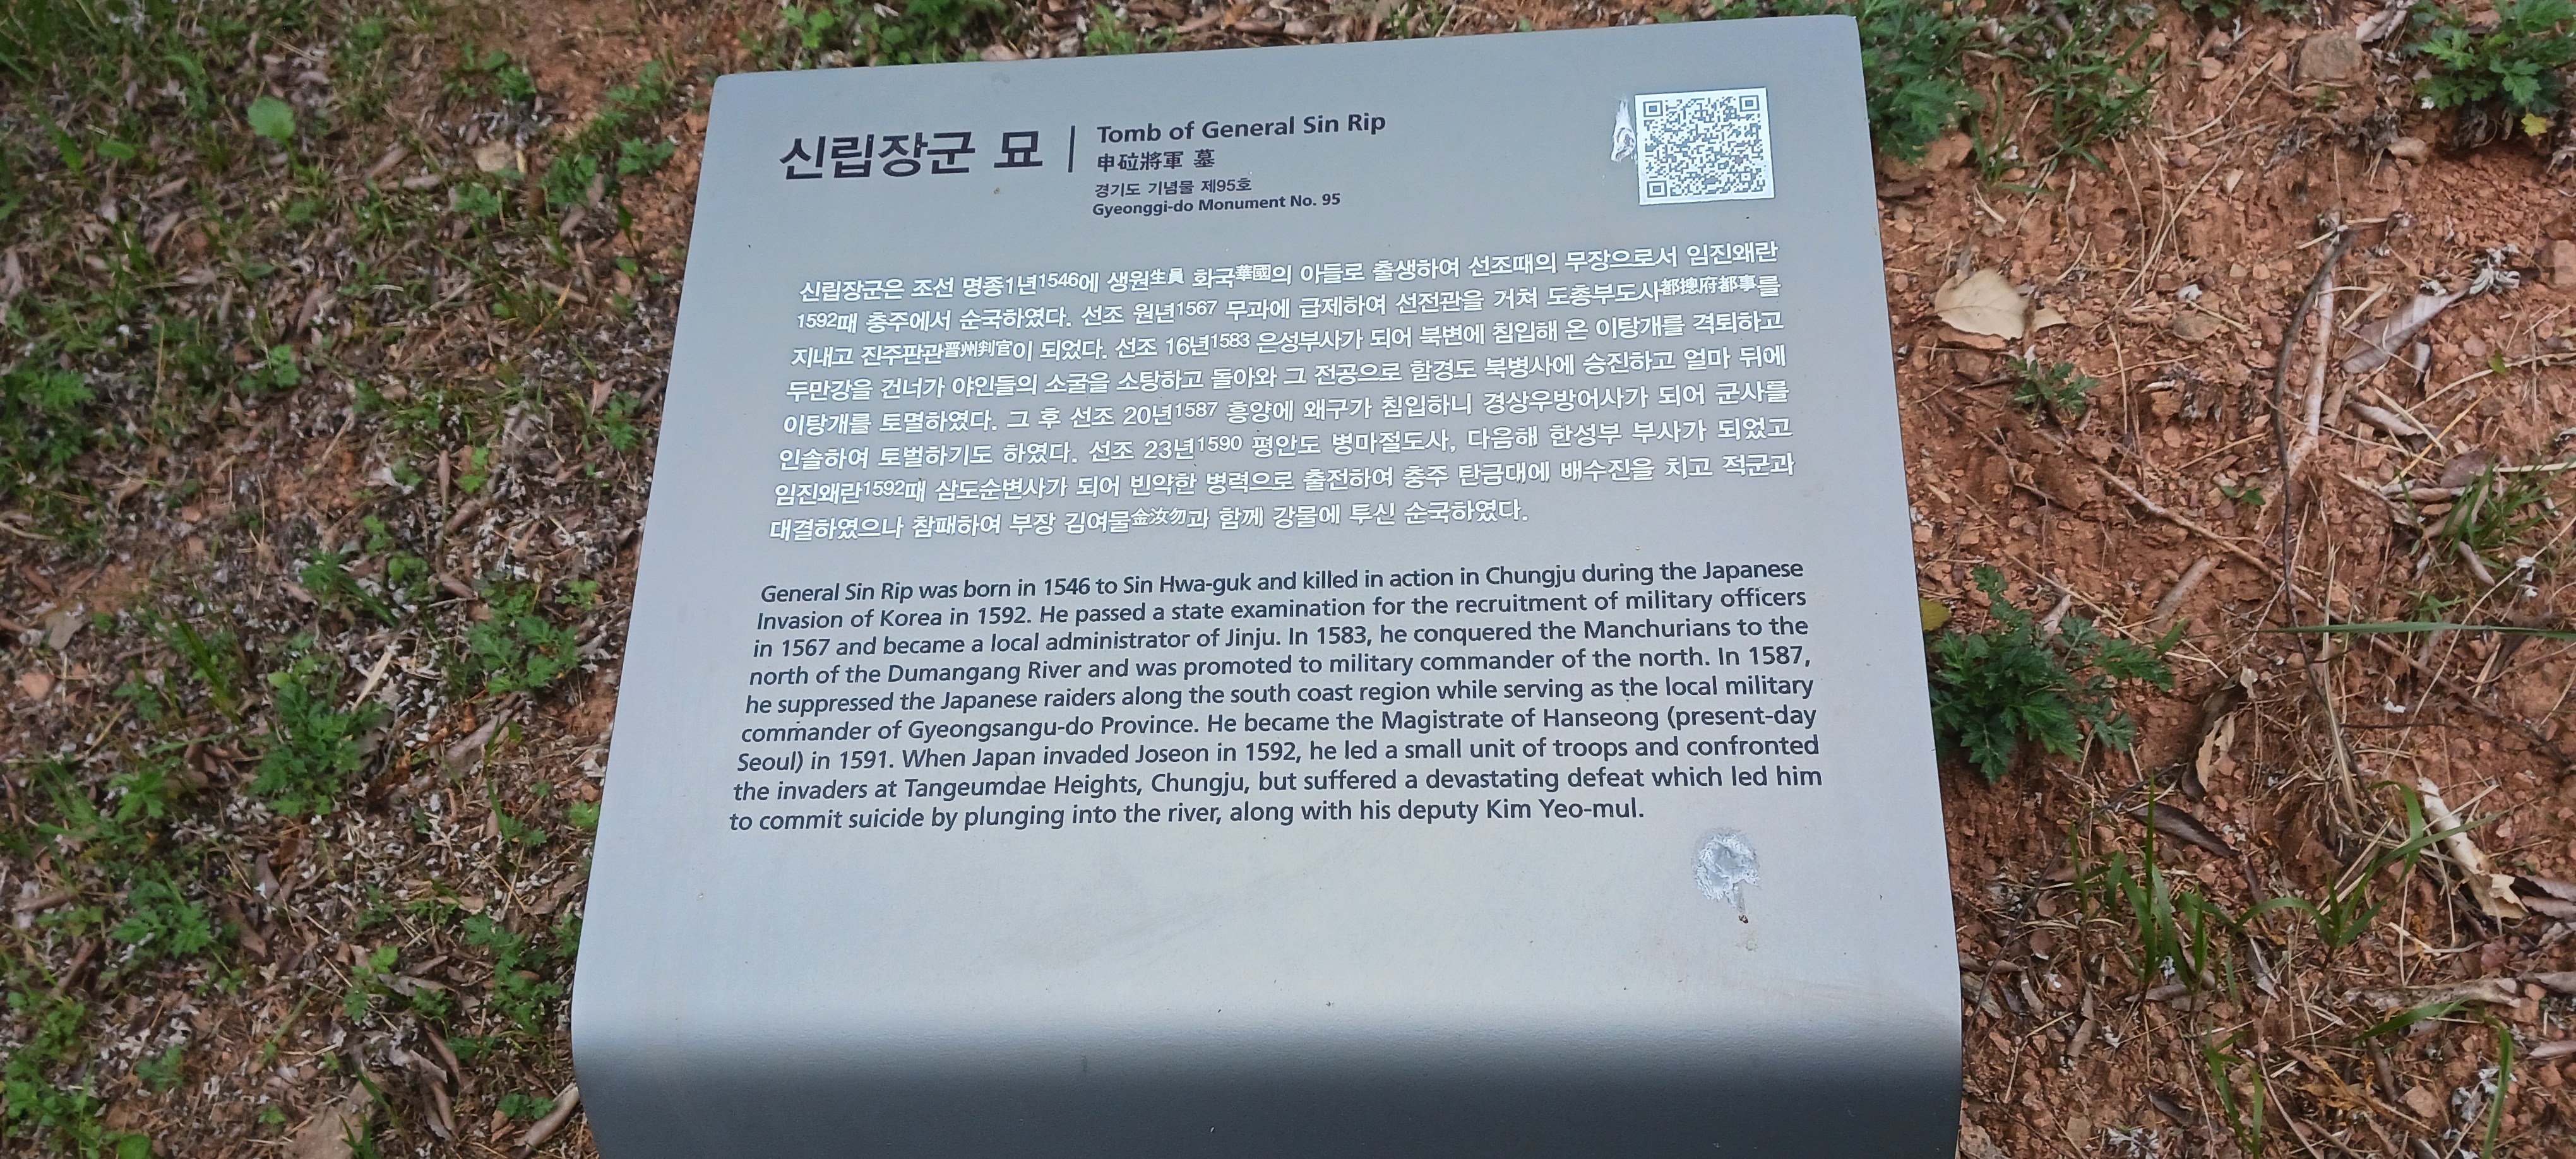 신립장군 묘
Tomb of General Sin Rip
申砬將軍 墓
경기도 기념물 제95호
Gyeonggi-do Monument No. 95
신립장군은 조선 명종1년1546에 생원生員 화국華國의 아들로 출생하여 선조때의 무장으로서 임진왜란
1592때 충주에서 순국하였다. 선조 원년1567 무과에 급제하여 선전관을 거쳐 도총부도사都摠府都事를
지내고 진주판관晋州判官이 되었다. 선조 16년1583 은성부사가 되어 북변에 침입해 온 이탕개를 격퇴하고
두만강을 건너가 야인들의 소굴을 소탕하고 돌아와 그 전공으로 함경도 북병사에 승진하고 얼마 뒤에
이탕개를 토멸하였다. 그 후 선조 20년1587 흥양에 왜구가 침입하니 경상우방어사가 되어 군사를
인솔하여 토벌하기도 하였다. 선조 23년1590 평안도 병마절도사, 다음해 한성부 부사가 되었고
임진왜란1592때 삼도순변사가 되어 빈약한 병력으로 출전하여 충주 탄금대에 배수진을 치고 적군과
대결하였으나 참패하여 부장 김여물金汝勿과 함께 강물에 투신 순국하였다.
General Sin Rip was born in 1546 to Sin Hwa-guk and killed in action in Chungju during the Japanese
Invasion of Korea in 1592. He passed a state examination for the recruitment of military officers
in 1567 and became a local administrator of Jinju. In 1583, he conquered the Manchurians to the
north of the Dumangang River and was promoted to military commander of the north. In 1587,
he suppressed the Japanese raiders along the south coast region while serving as the local military
commander of Gyeongsangu-do Province. He became the Magistrate of Hanseong (present-day
Seoul) in 1591. When Japan invaded Joseon in 1592, he led a small unit of troops and confronted
the invaders at Tangeumdae Heights, Chungju, but suffered a devastating defeat which led him
to commit suicide by plunging into the river, along with his deputy Kim Yeo-mul.